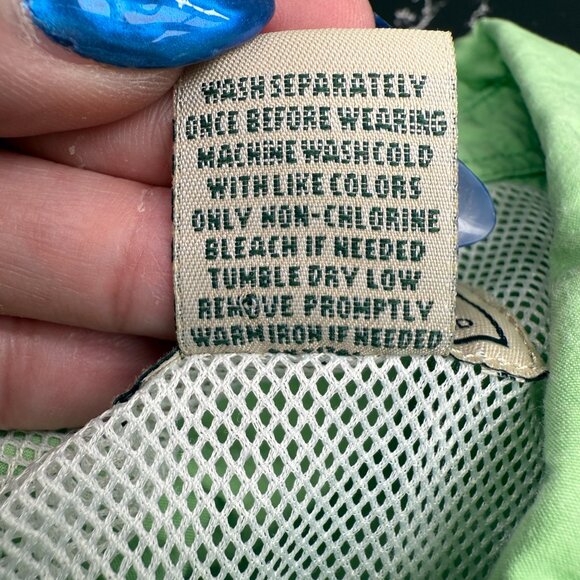 WASH SEPARATELY
ONCE BEFORE WEARING
MACHINE WASH COLD
WITH LIKE COLORS
ONLY NON-CHLORINE
BLEACH IF NEEDED
TUMBLE DRY LOW
REMOVE PROMPTLY
WARM IRON IF NEEDED